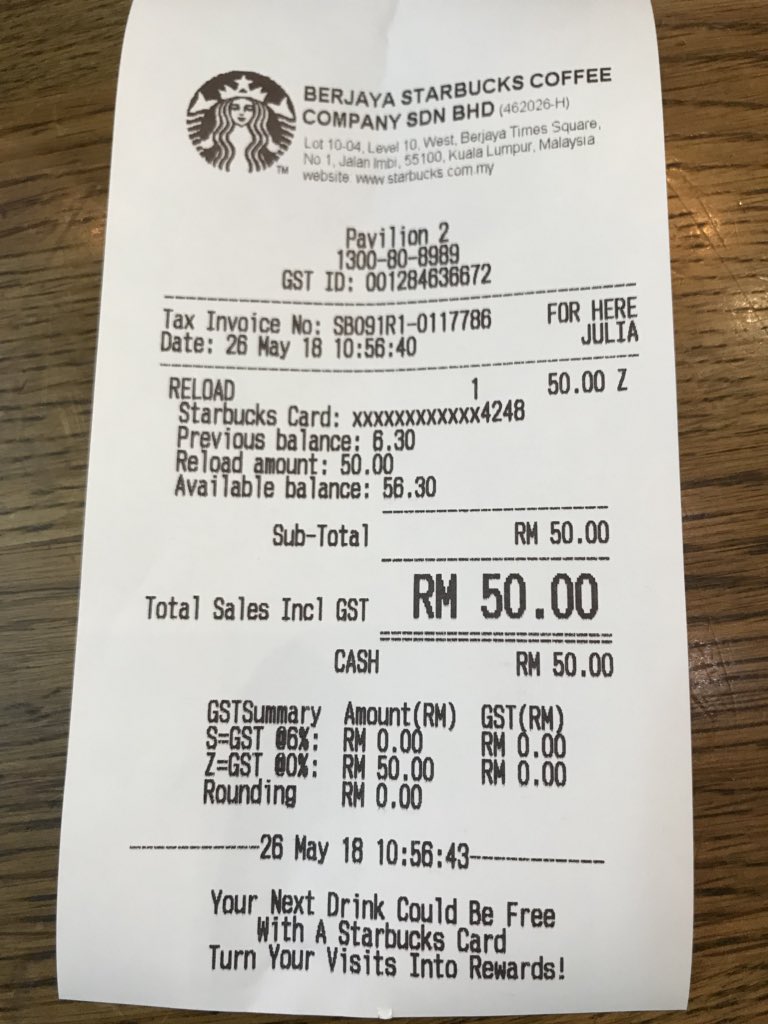 BERJAYA STARBUCKS COFFEE
COMPANY SDN BHD (462026-H)
Lot 10-04, Level 10, West, Berjaya Times Square,
No 1, Jalan Imbi, 55100, Kuala Lumpur, Malaysia
website www.starbucks.com.my
TM
Pavilion 2
1300-80-8989
GST ID: 001284636672
Tax Invoice No: SB091R1-0117786 FOR HERE
Date: 26 May 18 10:56:40 JULIA
RELOAD 1 50.00 Z
Starbucks Card: xxxxxxxxxxxx4248
Previous balance: 6.30
Reload amount: 50.00
Available balance: 56.30
Sub-Total RM 50.00
Total Sales Incl GST RM 50.00
CASH RM 50.00
GSTSummary Amount(RM) GST(RM)
S=GST @6%: RM 0.00 RM 0.00
Z=GST @0%: RM 50.00 RM 0.00
Rounding RM 0.00
------------26 May 18 10:56:43------------
Your Next Drink Could Be Free
With A Starbucks Card
Turn Your Visits Into Rewards!